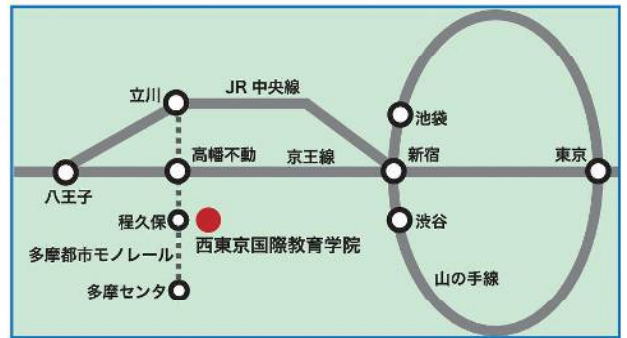 立川
JR 中央線
池袋
高幡不動
京王線
新宿
東京
八王子
程久保
西東京国際教育学院
渋谷
多摩都市モノレール
山の手線
多摩センタ